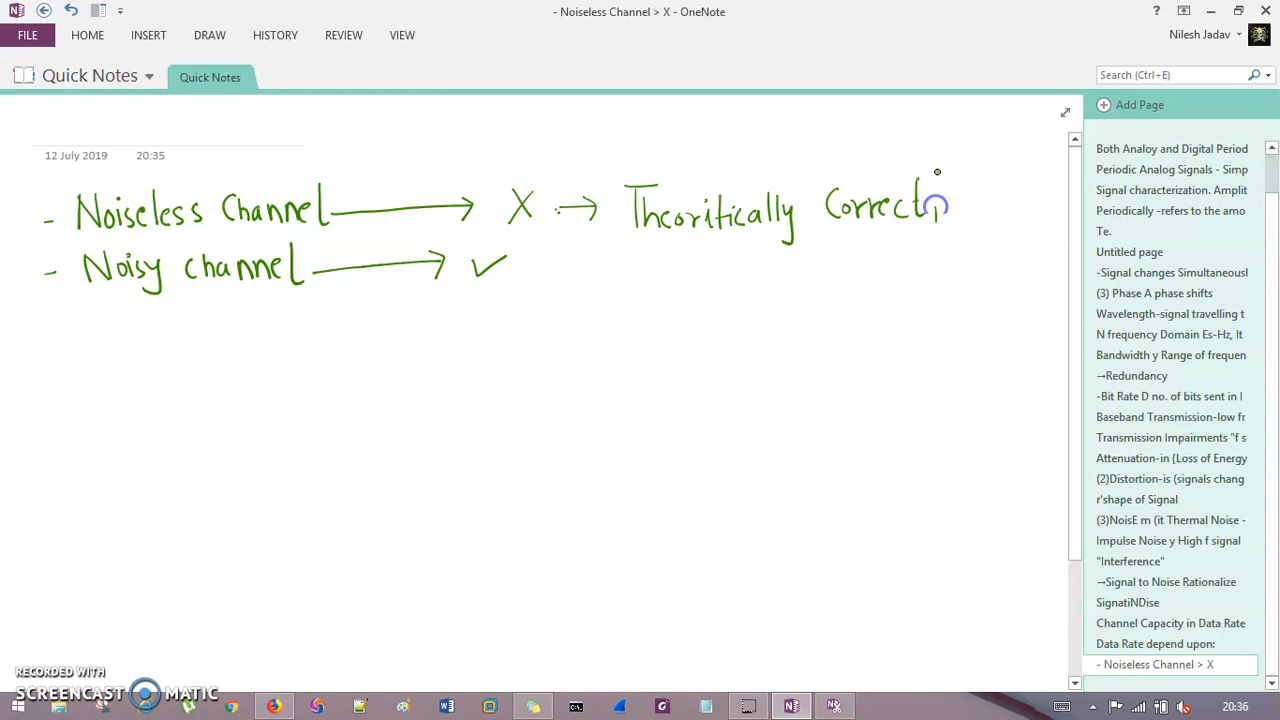 - Noiseless Channel > X - OneNote
FILE HOME INSERT DRAW HISTORY REVIEW VIEW
Nilesh Jadav
Quick Notes Quick Notes
Search (Ctrl+E)
Add Page
12 July 2019 20:35
- Noiseless Channel → X → Theoritically Correct
- Noisy channel → ✓
Both Analoy and Digital Period
Periodic Analog Signals - Simp
Signal characterization. Amplit
Periodically -refers to the amo
Te.
Untitled page
-Signal changes Simultaneousl
(3) Phase A phase shifts
Wavelength-signal travelling t
N frequency Domain Es-Hz, It
Bandwidth y Range of frequen
→Redundancy
-Bit Rate D no. of bits sent in I
Baseband Transmission-low fr
Transmission Impairments "f s
Attenuation-in {Loss of Energy
(2)Distortion-is (signals chang
r'shape of Signal
(3)NoisE m (it Thermal Noise -
Impulse Noise y High f signal
"Interference"
→Signal to Noise Rationalize
SignatiNDise
Channel Capacity in Data Rate
Data Rate depend upon:
- Noiseless Channel > X
RECORDED WITH
SCREENCAST MATIC
20:36